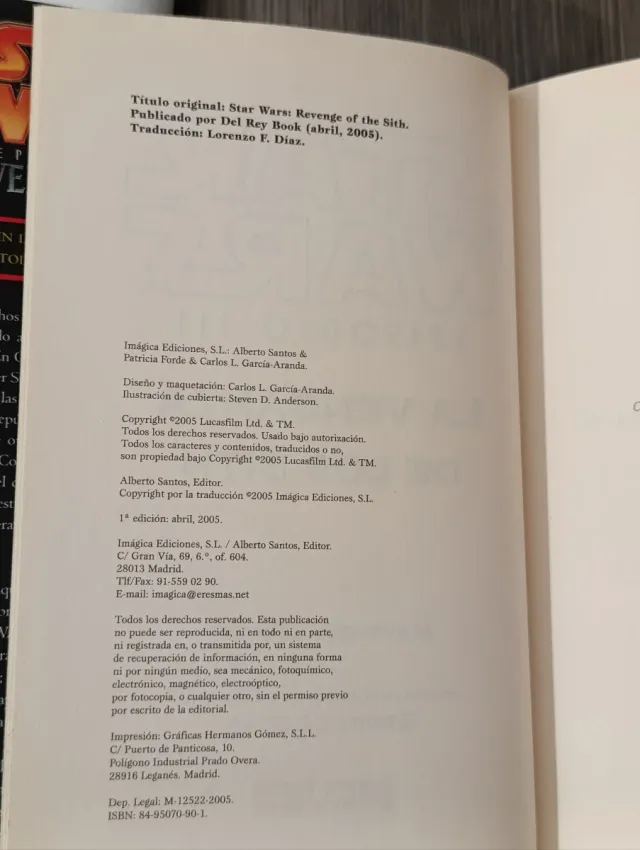 Título original: Star Wars: Revenge of the Sith.
Publicado por Del Rey Book (abril, 2005).
Traducción: Lorenzo F. Díaz.
Imágica Ediciones, S.L.: Alberto Santos &
Patricia Forde & Carlos L. García-Aranda.
Diseño y maquetación: Carlos L. García-Aranda.
Ilustración de cubierta: Steven D. Anderson.
Copyright ©2005 Lucasfilm Ltd. & TM.
Todos los derechos reservados. Usado bajo autorización.
Todos los caracteres y contenidos, traducidos o no,
son propiedad bajo Copyright ©2005 Lucasfilm Ltd. & TM.
Alberto Santos, Editor.
Copyright por la traducción ©2005 Imágica Ediciones, S.L.
1ª edición: abril, 2005.
Imágica Ediciones, S.L. / Alberto Santos, Editor.
C/ Gran Vía, 69, 6.º, of. 604.
28013 Madrid.
Tlf/Fax: 91-559 02 90.
E-mail: imagica@eresmas.net
Todos los derechos reservados. Esta publicación
no puede ser reproducida, ni en todo ni en parte,
ni registrada en, o transmitida por, un sistema
de recuperación de información, en ninguna forma
ni por ningún medio, sea mecánico, fotoquímico,
electrónico, magnético, electroóptico,
por fotocopia, o cualquier otro, sin el permiso previo
por escrito de la editorial.
Impresión: Gráficas Hermanos Gómez, S.L.L.
C/ Puerto de Panticosa, 10.
Polígono Industrial Prado Overa.
28916 Leganés. Madrid.
Dep. Legal: M-12522-2005.
ISBN: 84-95070-90-1.